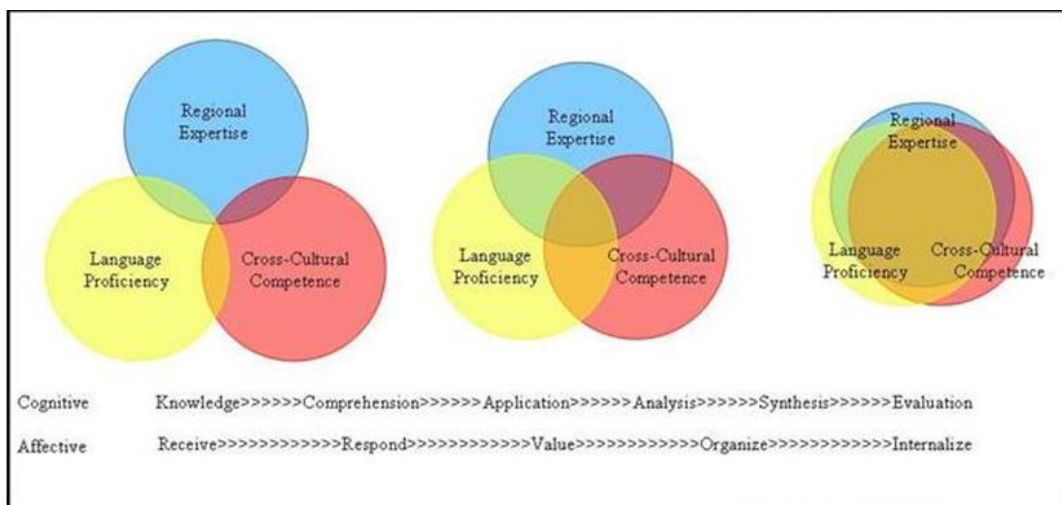 Regional
Expertise
Language
Proficiency
Cross-Cultural
Competence
Regional
Expertise
Language
Proficiency
Cross-Cultural
Competence
Regional
Expertise
Language
Proficiency
Cross-Cultural
Competence
Cognitive Knowledge>>>>>>Comprehension>>>>>>Application>>>>>>Analysis>>>>>>Synthesis>>>>>>Evaluation
Affective Receive>>>>>>>>>>>>Respond>>>>>>>>>>>>Value>>>>>>>>>>>>Organize>>>>>>>>>>>>Internalize